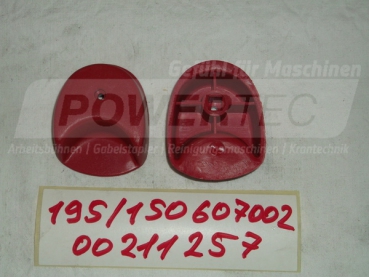 Gefühl für Maschinen
POWERTEC
Arbeitsbühnen | Gabelstapler | Reinigungsmaschinen | Krantechnik
195/150607002
00211257